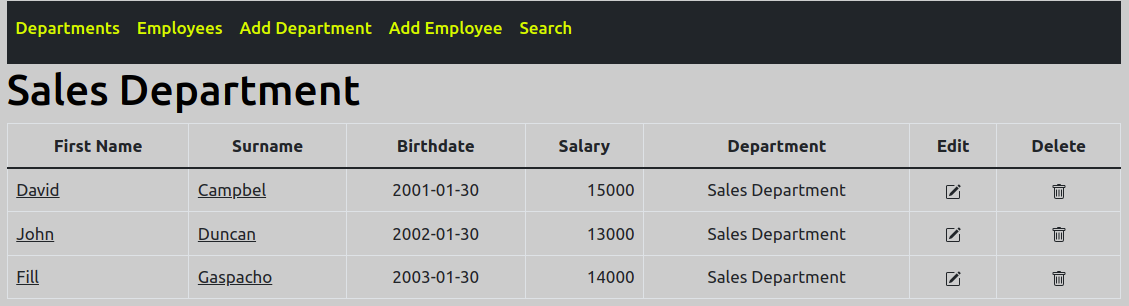 Departments Employees Add Department Add Employee Search
Sales Department
First Name Surname Birthdate Salary Department Edit Delete
David Campbel 2001-01-30 15000 Sales Department
John Duncan 2002-01-30 13000 Sales Department
Fill Gaspacho 2003-01-30 14000 Sales Department